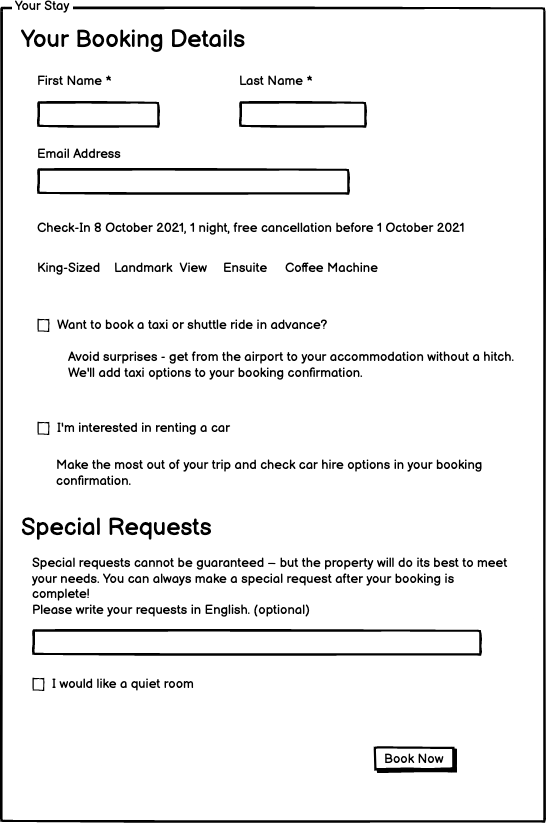 Your Stay
Your Booking Details
First Name * Last Name *
Email Address
Check-In 8 October 2021, 1 night, free cancellation before 1 October 2021
King-Sized Landmark View Ensuite Coffee Machine
Want to book a taxi or shuttle ride in advance?
Avoid surprises - get from the airport to your accommodation without a hitch.
We'll add taxi options to your booking confirmation.
I'm interested in renting a car
Make the most out of your trip and check car hire options in your booking
confirmation.
Special Requests
Special requests cannot be guaranteed – but the property will do its best to meet
your needs. You can always make a special request after your booking is
complete!
Please write your requests in English. (optional)
I would like a quiet room
Book Now